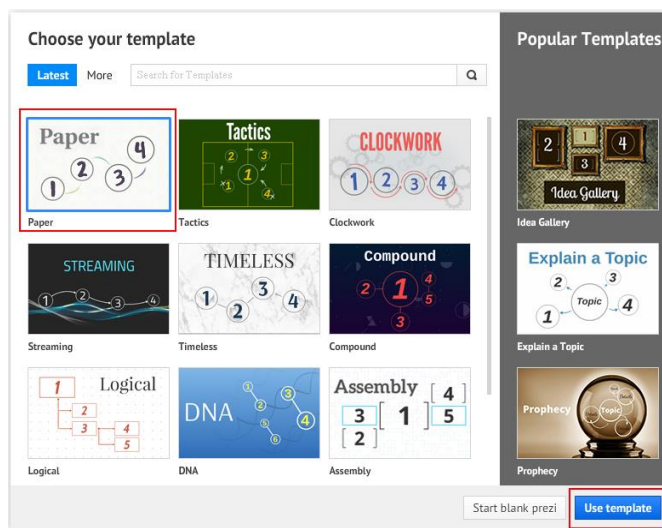 Choose your template
Popular Templates
Latest
More
Search for Templates
Paper
1
2
3
4
Paper
Tactics
2
3
1
1
4
Tactics
CLOCKWORK
1
2
3
4
Clockwork
2
1
4
3
Idea Gallery
Idea Gallery
STREAMING
1
2
3
4
Streaming
TIMELESS
1
2
3
4
Timeless
Compound
2
1
4
5
3
Compound
Explain a Topic
2
3
Topic
1
4
Explain a Topic
1
Logical
2
3
4
5
Logical
DNA
1
2
3
4
5
6
DNA
Assembly
[ 4 ]
3 [ 1 ] 5
[ 2 ]
Assembly
Prophecy
Topic
Prophecy
Start blank prezi
Use template